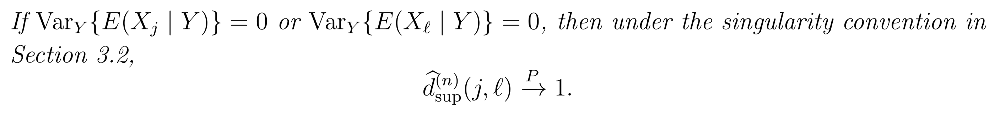 If Var_Y{E(X_j | Y)} = 0 or Var_Y{E(X_ℓ | Y)} = 0, then under the singularity convention in
Section 3.2,
\widehat{d}_{\sup}^{(n)}(j, ℓ) \xrightarrow{P} 1.